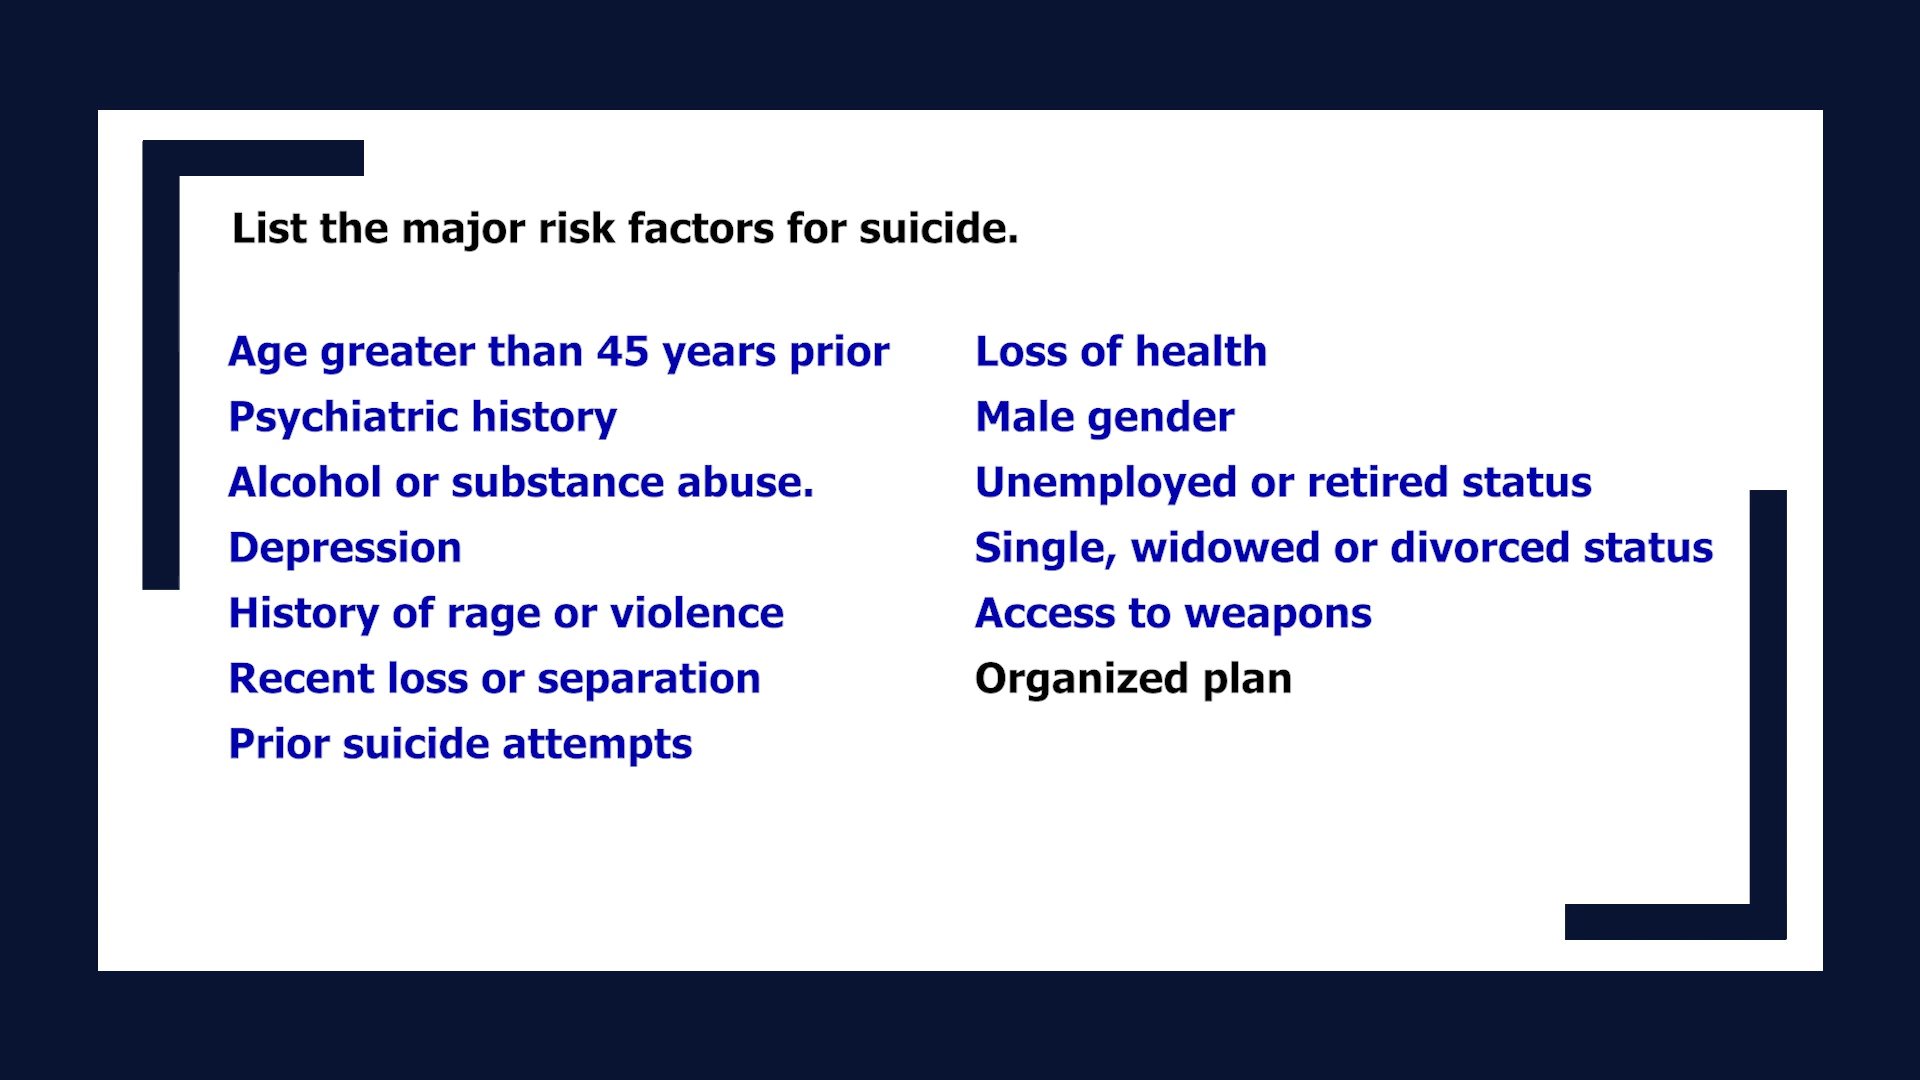 List the major risk factors for suicide.
Age greater than 45 years prior
Psychiatric history
Alcohol or substance abuse.
Depression
History of rage or violence
Recent loss or separation
Prior suicide attempts
Loss of health
Male gender
Unemployed or retired status
Single, widowed or divorced status
Access to weapons
Organized plan